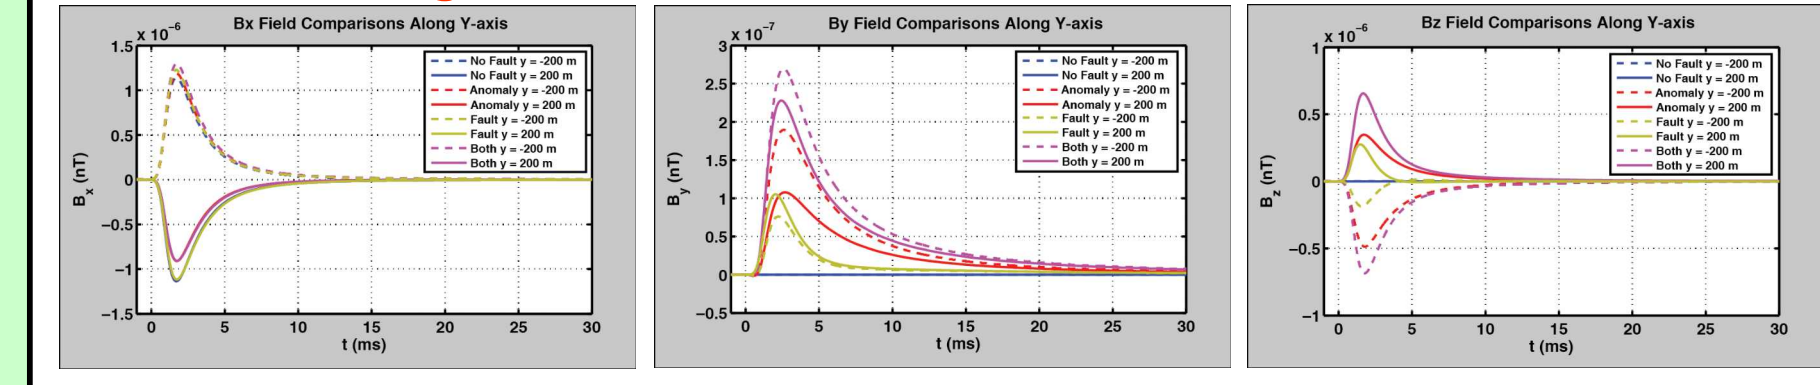 Bx Field Comparisons Along Y-axis
x 10⁻⁶
1.5
1
0.5
0
−0.5
−1
−1.5
0 5 10 15 20 25 30
t (ms)
Bₓ (nT)
No Fault y = -200 m
No Fault y = 200 m
Anomaly y = -200 m
Anomaly y = 200 m
Fault y = -200 m
Fault y = 200 m
Both y = -200 m
Both y = 200 m
By Field Comparisons Along Y-axis
x 10⁻⁷
3
2.5
2
1.5
1
0.5
0
−0.5
0 5 10 15 20 25 30
t (ms)
B_y (nT)
No Fault y = -200 m
No Fault y = 200 m
Anomaly y = -200 m
Anomaly y = 200 m
Fault y = -200 m
Fault y = 200 m
Both y = -200 m
Both y = 200 m
Bz Field Comparisons Along Y-axis
x 10⁻⁶
1
0.5
0
−0.5
−1
0 5 10 15 20 25 30
t (ms)
B_z (nT)
No Fault y = -200 m
No Fault y = 200 m
Anomaly y = -200 m
Anomaly y = 200 m
Fault y = -200 m
Fault y = 200 m
Both y = -200 m
Both y = 200 m